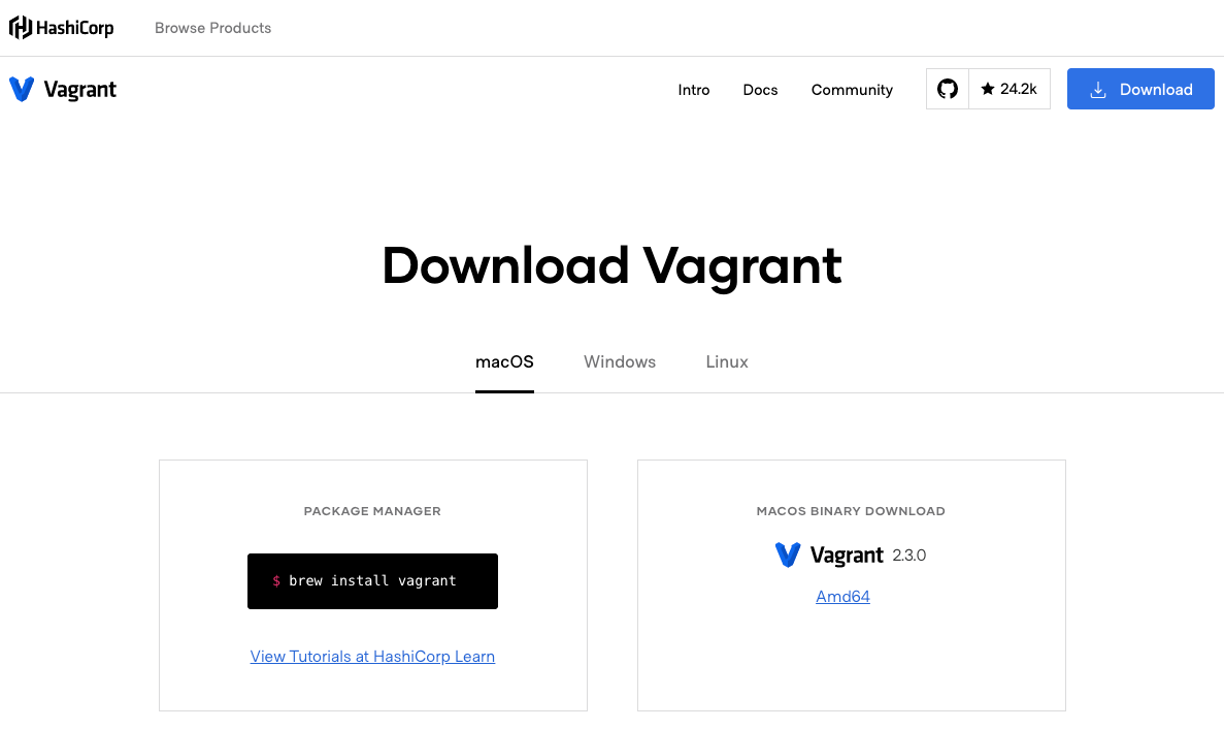 HashiCorp Browse Products
Vagrant Intro Docs Community 24.2k Download
Download Vagrant
macOS Windows Linux
PACKAGE MANAGER
$ brew install vagrant
View Tutorials at HashiCorp Learn
MACOS BINARY DOWNLOAD
Vagrant 2.3.0
Amd64